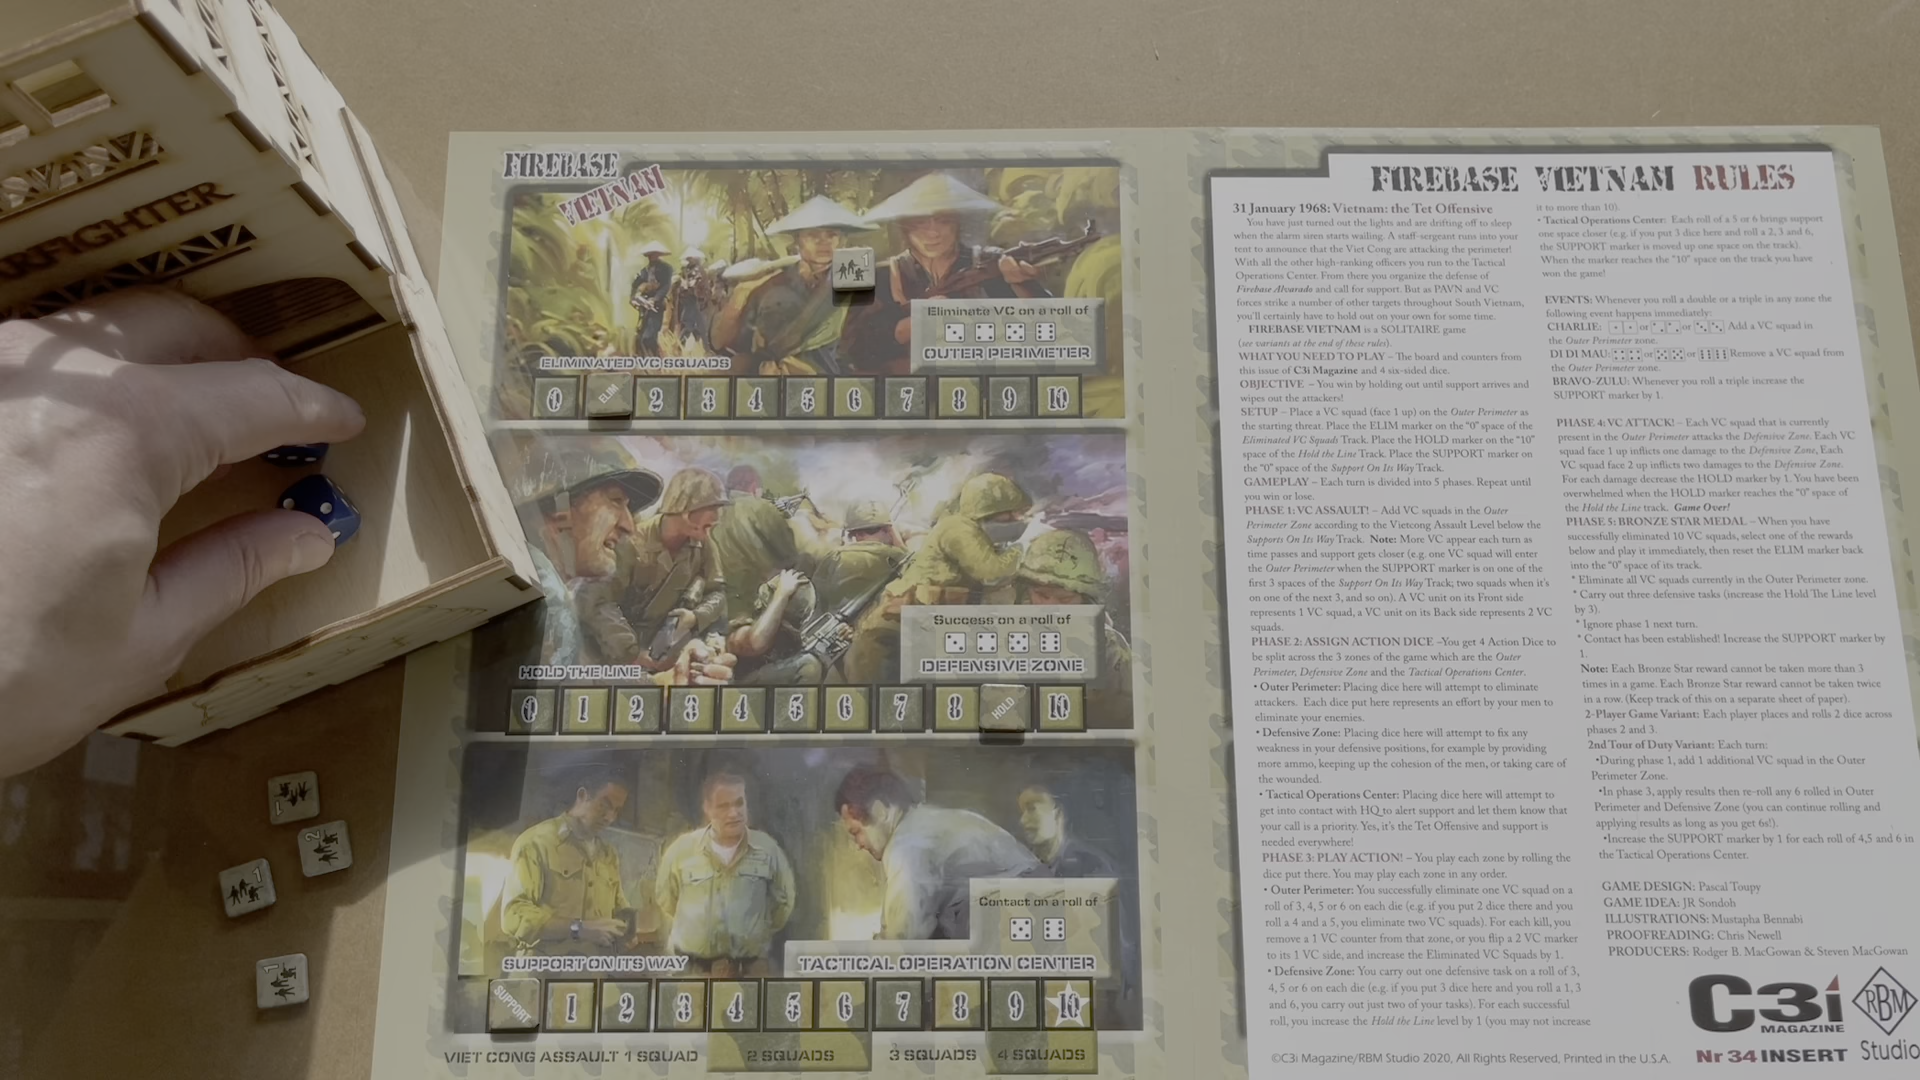 RFIGHTER
FIREBASE
VIETNAM
1
Eliminate VC on a roll of
OUTER PERIMETER
ELIMINATED VC SQUADS
0 ELIM 2 3 4 5 6 7 8 9 10
Success on a roll of
DEFENSIVE ZONE
HOLD THE LINE
0 1 2 3 4 5 6 7 8 HOLD 10
Contact on a roll of
SUPPORT ON ITS WAY
TACTICAL OPERATION CENTER
SUPPORT 1 2 3 4 5 6 7 8 9 10
VIET CONG ASSAULT 1 SQUAD 2 SQUADS 3 SQUADS 4 SQUADS
1
2
1
1
FIREBASE VIETNAM RULES
31 January 1968: Vietnam: the Tet Offensive
You have just turned out the lights and are drifting off to sleep
when the alarm siren starts wailing. A staff-sergeant runs into your
tent to announce that the Viet Cong are attacking the perimeter!
With all the other high-ranking officers you run to the Tactical
Operations Center. From there you organize the defense of
Firebase Alvarado and call for support. But as PAVN and VC
forces strike a number of other targets throughout South Vietnam,
you'll certainly have to hold out on your own for some time.
FIREBASE VIETNAM is a SOLITAIRE game
(see variants at the end of these rules).
WHAT YOU NEED TO PLAY – The board and counters from
this issue of C3i Magazine and 4 six-sided dice.
OBJECTIVE – You win by holding out until support arrives and
wipes out the attackers!
SETUP – Place a VC squad (face 1 up) on the Outer Perimeter as
the starting threat. Place the ELIM marker on the "0" space of the
Eliminated VC Squads Track. Place the HOLD marker on the "10"
space of the Hold the Line Track. Place the SUPPORT marker on
the "0" space of the Support On Its Way Track.
GAMEPLAY – Each turn is divided into 5 phases. Repeat until
you win or lose.
PHASE 1: VC ASSAULT! – Add VC squads in the Outer
Perimeter Zone according to the Vietcong Assault Level below the
Supports On Its Way Track. Note: More VC appear each turn as
time passes and support gets closer (e.g. one VC squad will enter
the Outer Perimeter when the SUPPORT marker is on one of the
first 3 spaces of the Support On Its Way Track; two squads when it's
on one of the next 3, and so on). A VC unit on its Front side
represents 1 VC squad, a VC unit on its Back side represents 2 VC
squads.
PHASE 2: ASSIGN ACTION DICE –You get 4 Action Dice to
be split across the 3 zones of the game which are the Outer
Perimeter, Defensive Zone and the Tactical Operations Center.
• Outer Perimeter: Placing dice here will attempt to eliminate
attackers. Each dice put here represents an effort by your men to
eliminate your enemies.
• Defensive Zone: Placing dice here will attempt to fix any
weakness in your defensive positions, for example by providing
more ammo, keeping up the cohesion of the men, or taking care of
the wounded.
• Tactical Operations Center: Placing dice here will attempt to
get into contact with HQ to alert support and let them know that
your call is a priority. Yes, it's the Tet Offensive and support is
needed everywhere!
PHASE 3: PLAY ACTION! – You play each zone by rolling the
dice put there. You may play each zone in any order.
• Outer Perimeter: You successfully eliminate one VC squad on a
roll of 3, 4, 5 or 6 on each die (e.g. if you put 2 dice there and you
roll a 4 and a 5, you eliminate two VC squads). For each kill, you
remove a 1 VC counter from that zone, or you flip a 2 VC marker
to its 1 VC side, and increase the Eliminated VC Squads by 1.
• Defensive Zone: You carry out one defensive task on a roll of 3,
4, 5 or 6 on each die (e.g. if you put 3 dice here and you roll a 1, 3
and 6, you carry out just two of your tasks). For each successful
roll, you increase the Hold the Line level by 1 (you may not increase
it to more than 10).
• Tactical Operations Center: Each roll of a 5 or 6 brings support
one space closer (e.g. if you put 3 dice here and roll a 2, 3 and 6,
the SUPPORT marker is moved up one space on the track).
When the marker reaches the "10" space on the track you have
won the game!
EVENTS: Whenever you roll a double or a triple in any zone the
following event happens immediately:
CHARLIE: or or Add a VC squad in
the Outer Perimeter zone.
DI DI MAU: or or Remove a VC squad from
the Outer Perimeter zone.
BRAVO-ZULU: Whenever you roll a triple increase the
SUPPORT marker by 1.
PHASE 4: VC ATTACK! – Each VC squad that is currently
present in the Outer Perimeter attacks the Defensive Zone. Each VC
squad face 1 up inflicts one damage to the Defensive Zone, Each
VC squad face 2 up inflicts two damages to the Defensive Zone.
For each damage decrease the HOLD marker by 1. You have been
overwhelmed when the HOLD marker reaches the "0" space of
the Hold the Line track. Game Over!
PHASE 5: BRONZE STAR MEDAL – When you have
successfully eliminated 10 VC squads, select one of the rewards
below and play it immediately, then reset the ELIM marker back
into the "0" space of its track.
* Eliminate all VC squads currently in the Outer Perimeter zone.
* Carry out three defensive tasks (increase the Hold The Line level
by 3).
* Ignore phase 1 next turn.
* Contact has been established! Increase the SUPPORT marker by
1.
Note: Each Bronze Star reward cannot be taken more than 3
times in a game. Each Bronze Star reward cannot be taken twice
in a row. (Keep track of this on a separate sheet of paper).
2-Player Game Variant: Each player places and rolls 2 dice across
phases 2 and 3.
2nd Tour of Duty Variant: Each turn:
•During phase 1, add 1 additional VC squad in the Outer
Perimeter Zone.
•In phase 3, apply results then re-roll any 6 rolled in Outer
Perimeter and Defensive Zone (you can continue rolling and
applying results as long as you get 6s!).
•Increase the SUPPORT marker by 1 for each roll of 4,5 and 6 in
the Tactical Operations Center.
GAME DESIGN: Pascal Toupy
GAME IDEA: JR Sondoh
ILLUSTRATIONS: Mustapha Bennabi
PROOFREADING: Chris Newell
PRODUCERS: Rodger B. MacGowan & Steven MacGowan
C3i
MAGAZINE
Nr 34 INSERT
RBM
Studio
©C3i Magazine/RBM Studio 2020, All Rights Reserved, Printed in the U.S.A.